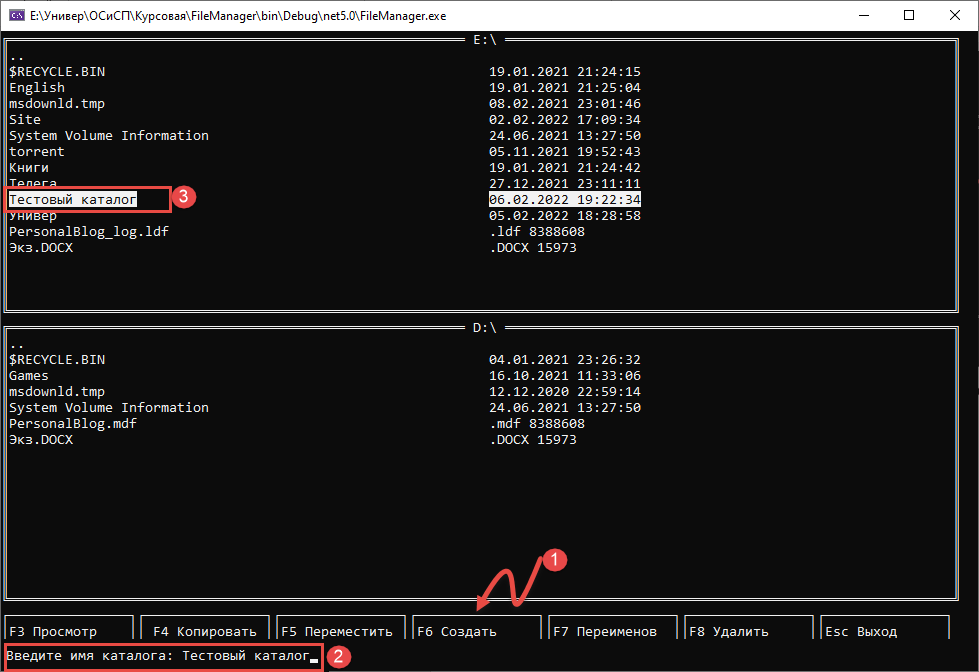 E:\Универ\ОСиСП\Курсовая\FileManager\bin\Debug\net5.0\FileManager.exe
E:\
..
$RECYCLE.BIN 19.01.2021 21:24:15
English 19.01.2021 21:25:04
msdownld.tmp 08.02.2021 23:01:46
Site 02.02.2022 17:09:34
System Volume Information 24.06.2021 13:27:50
torrent 05.11.2021 19:52:43
Книги 19.01.2021 21:24:42
Телега 27.12.2021 23:11:11
Тестовый каталог 06.02.2022 19:22:34 3
Универ 05.02.2022 18:28:58
PersonalBlog_log.ldf .ldf 8388608
Экз.DOCX .DOCX 15973
D:\
..
$RECYCLE.BIN 04.01.2021 23:26:32
Games 16.10.2021 11:33:06
msdownld.tmp 12.12.2020 22:59:14
System Volume Information 24.06.2021 13:27:50
PersonalBlog.mdf .mdf 8388608
Экз.DOCX .DOCX 15973
1
F3 Просмотр F4 Копировать F5 Переместить F6 Создать F7 Переименов F8 Удалить Esc Выход
Введите имя каталога: Тестовый каталог_ 2